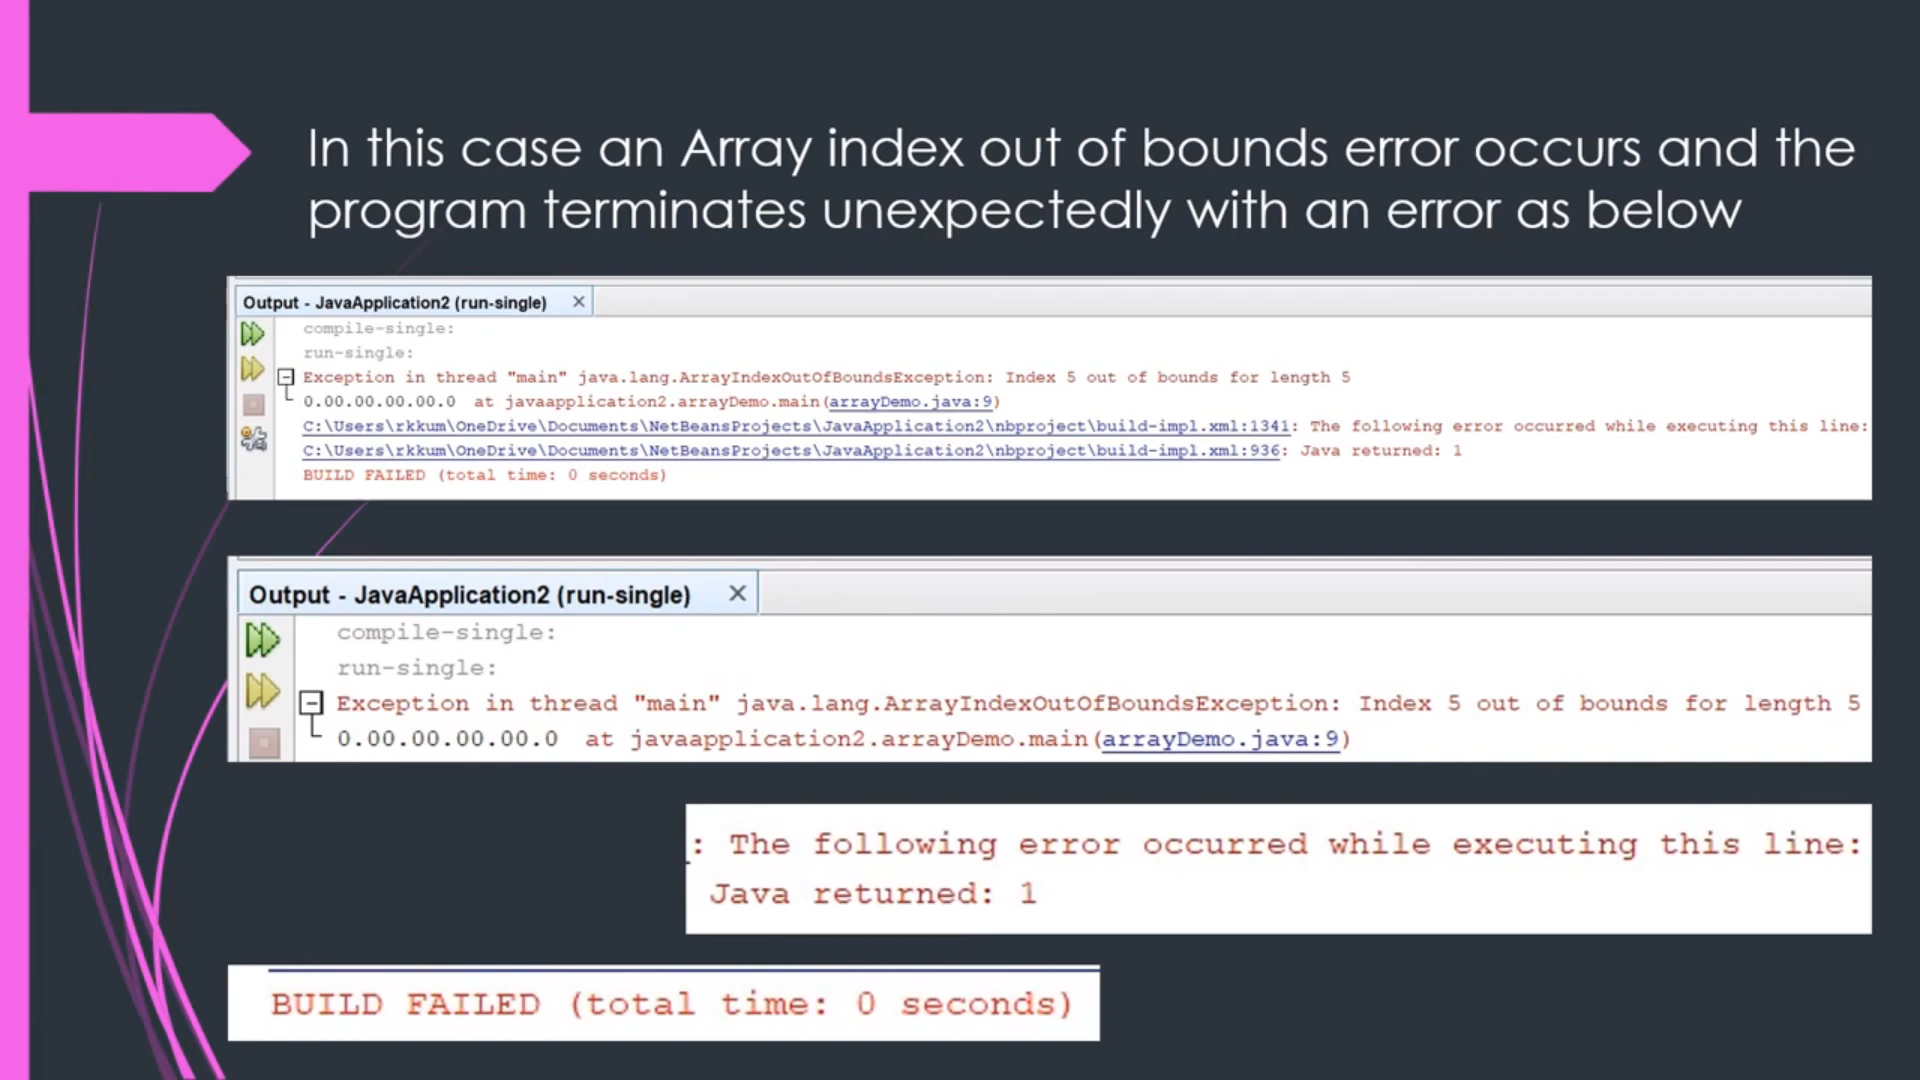 In this case an Array index out of bounds error occurs and the
program terminates unexpectedly with an error as below
Output - JavaApplication2 (run-single)
compile-single:
run-single:
Exception in thread "main" java.lang.ArrayIndexOutOfBoundsException: Index 5 out of bounds for length 5
0.00.00.00.00.0 at javaapplication2.arrayDemo.main(arrayDemo.java:9)
C:\Users\rkkum\OneDrive\Documents\NetBeansProjects\JavaApplication2\nbproject\build-impl.xml:1341: The following error occurred while executing this line:
C:\Users\rkkum\OneDrive\Documents\NetBeansProjects\JavaApplication2\nbproject\build-impl.xml:936: Java returned: 1
BUILD FAILED (total time: 0 seconds)
Output - JavaApplication2 (run-single)
compile-single:
run-single:
Exception in thread "main" java.lang.ArrayIndexOutOfBoundsException: Index 5 out of bounds for length 5
0.00.00.00.00.0 at javaapplication2.arrayDemo.main(arrayDemo.java:9)
: The following error occurred while executing this line:
Java returned: 1
BUILD FAILED (total time: 0 seconds)